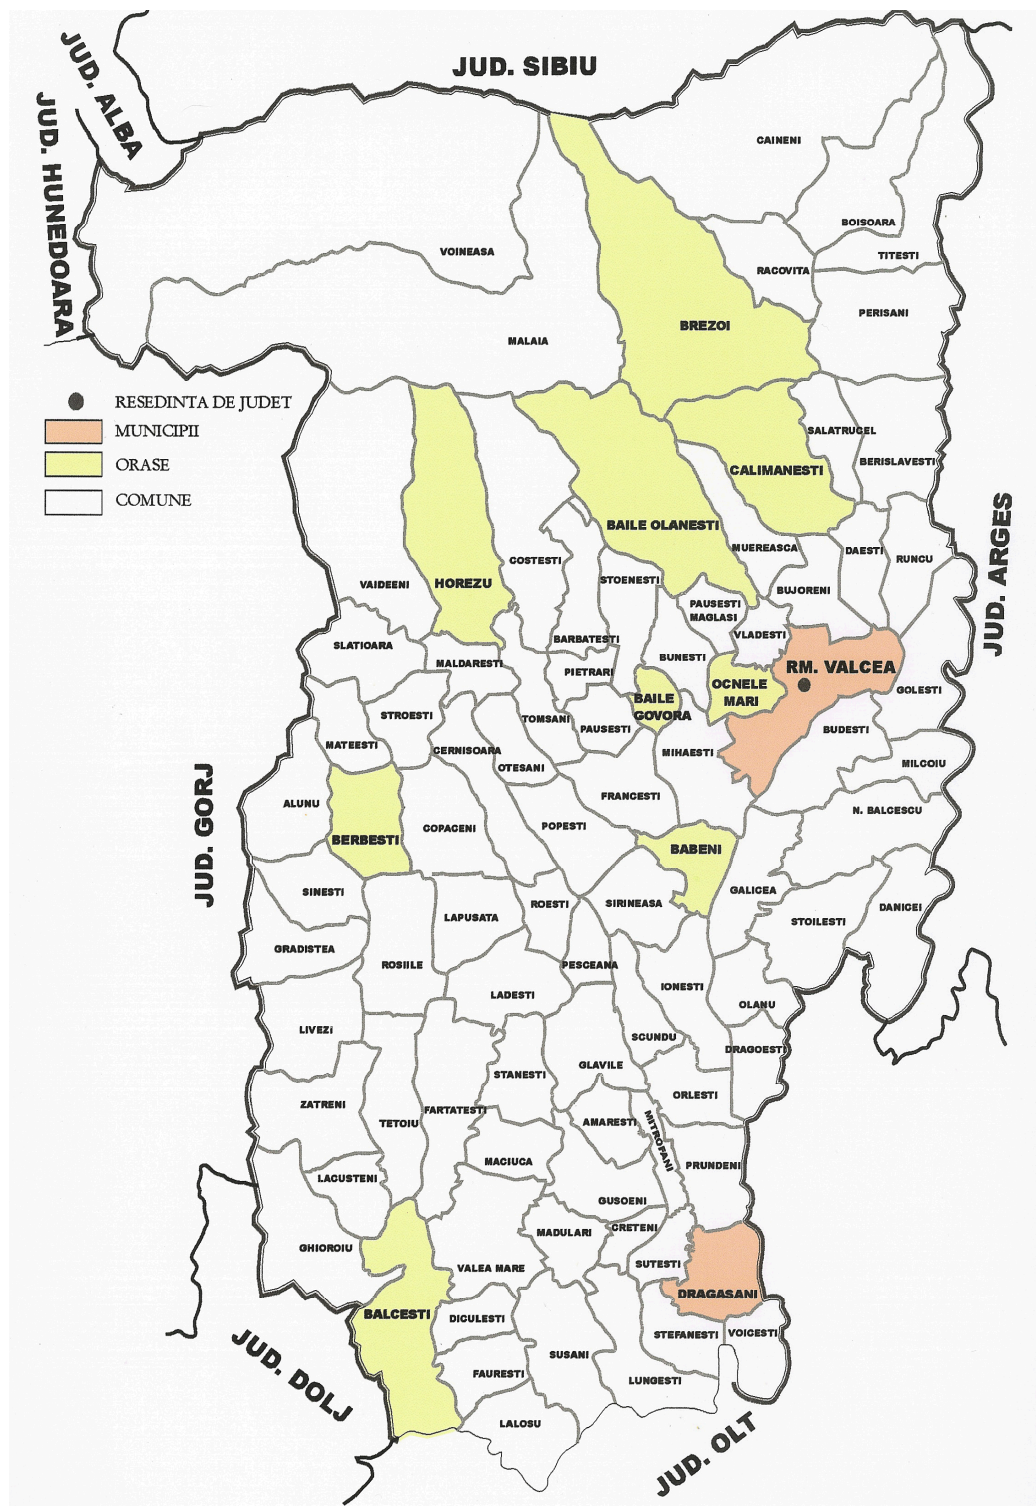 JUD. SIBIU
JUD. ALBA
JUD. HUNEDOARA
CAINENI
BOISOARA
VOINEASA
TITESTI
RACOVITA
PERISANI
BREZOI
MALAIA
RESEDINTA DE JUDET
MUNICIPII
ORASE
COMUNE
SALATRUCEL
BERISLAVESTI
CALIMANESTI
BAILE OLANESTI
JUD. ARGES
MUEREASCA
DAESTI
RUNCU
COSTESTI
STOENESTI
VAIDEENI
HOREZU
BUJORENI
PAUSESTI
MAGLASI
VLADESTI
BARBATESTI
SLATIOARA
BUNESTI
MALDARESTI
PIETRARI
RM. VALCEA
OCNELE
MARI
GOLESTI
BAILE
GOVORA
STROESTI
TOMSANI
PAUSESTI
BUDESTI
MATEESTI
CERNISOARA
MIHAESTI
OTESANI
MILCOIU
JUD. GORJ
ALUNU
FRANCESTI
N. BALCESCU
COPACENI
POPESTI
BERBESTI
BABENI
SINESTI
GALICEA
ROESTI
SIRINEASA
LAPUSATA
DANICEI
STOILESTI
GRADISTEA
ROSIILE
PESCEANA
LADESTI
IONESTI
OLANU
LIVEZI
SCUNDU
DRAGOESTI
STANESTI
GLAVILE
ORLESTI
ZATRENI
FARTATESTI
TETOIU
AMARESTI
MITROFANI
MACIUCA
PRUNDENI
LACUSTENI
GUSOENI
MADULARI
CRETENI
GHIOROIU
VALEA MARE
SUTESTI
DRAGASANI
BALCESTI
DICULESTI
STEFANESTI
VOICESTI
SUSANI
FAURESTI
LUNGESTI
JUD. DOLJ
LALOSU
JUD. OLT